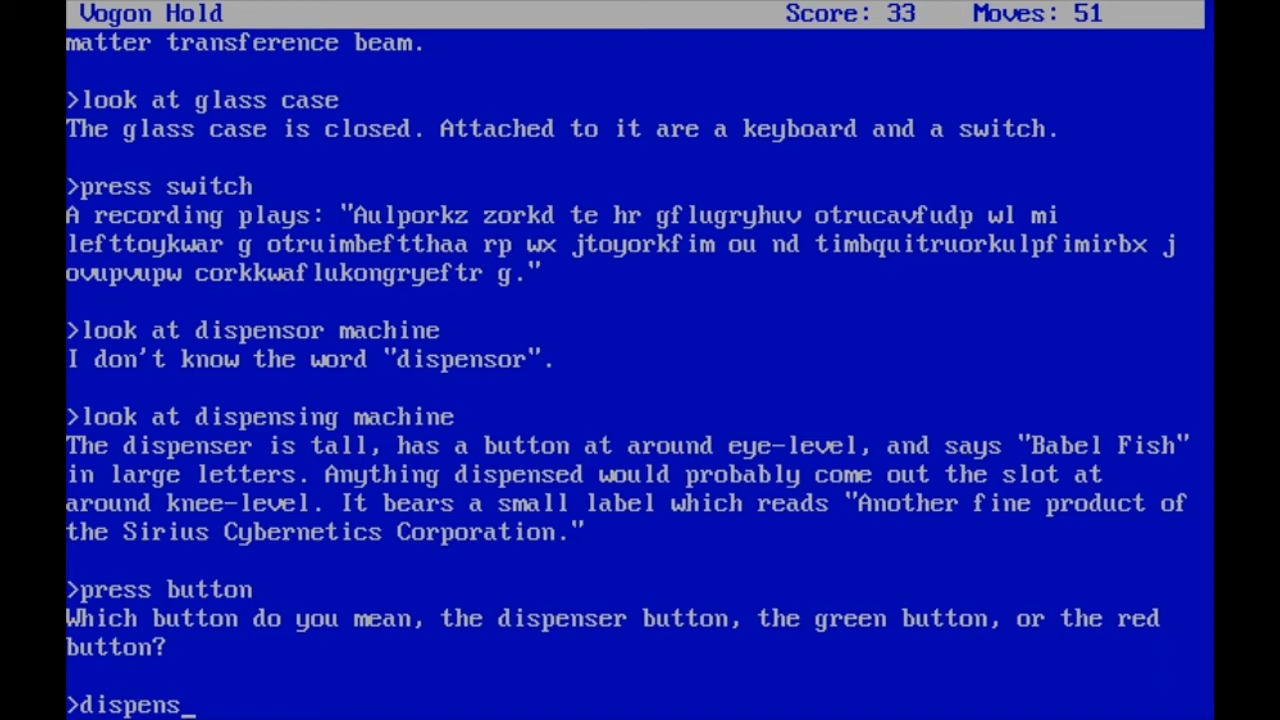 Vogon Hold Score: 33 Moves: 51
matter transference beam.
>look at glass case
The glass case is closed. Attached to it are a keyboard and a switch.
>press switch
A recording plays: "Aulporkz zorkd te hr gflugryhuv otrucavfudp wl mi
lefttoykwar g otruimbeftthaa rp wx jtoyorkfim ou nd timbquitruorkulpfimirbx j
ovupvupw corkkwaflukongryeftr g."
>look at dispensor machine
I don't know the word "dispensor".
>look at dispensing machine
The dispenser is tall, has a button at around eye-level, and says "Babel Fish"
in large letters. Anything dispensed would probably come out the slot at
around knee-level. It bears a small label which reads "Another fine product of
the Sirius Cybernetics Corporation."
>press button
Which button do you mean, the dispenser button, the green button, or the red
button?
>dispens_